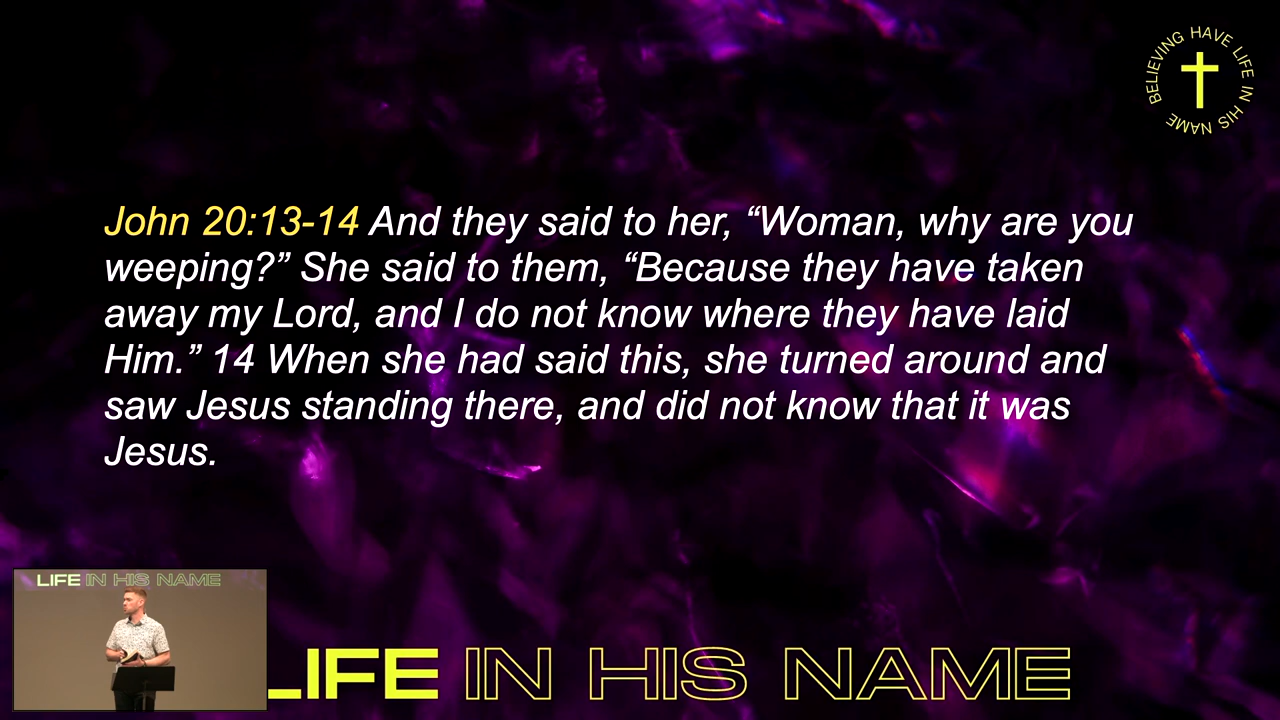 BELIEVING HAVE LIFE IN HIS NAME
John 20:13-14 And they said to her, “Woman, why are you
weeping?” She said to them, “Because they have taken
away my Lord, and I do not know where they have laid
Him.” 14 When she had said this, she turned around and
saw Jesus standing there, and did not know that it was
Jesus.
LIFE IN HIS NAME
LIFE IN HIS NAME